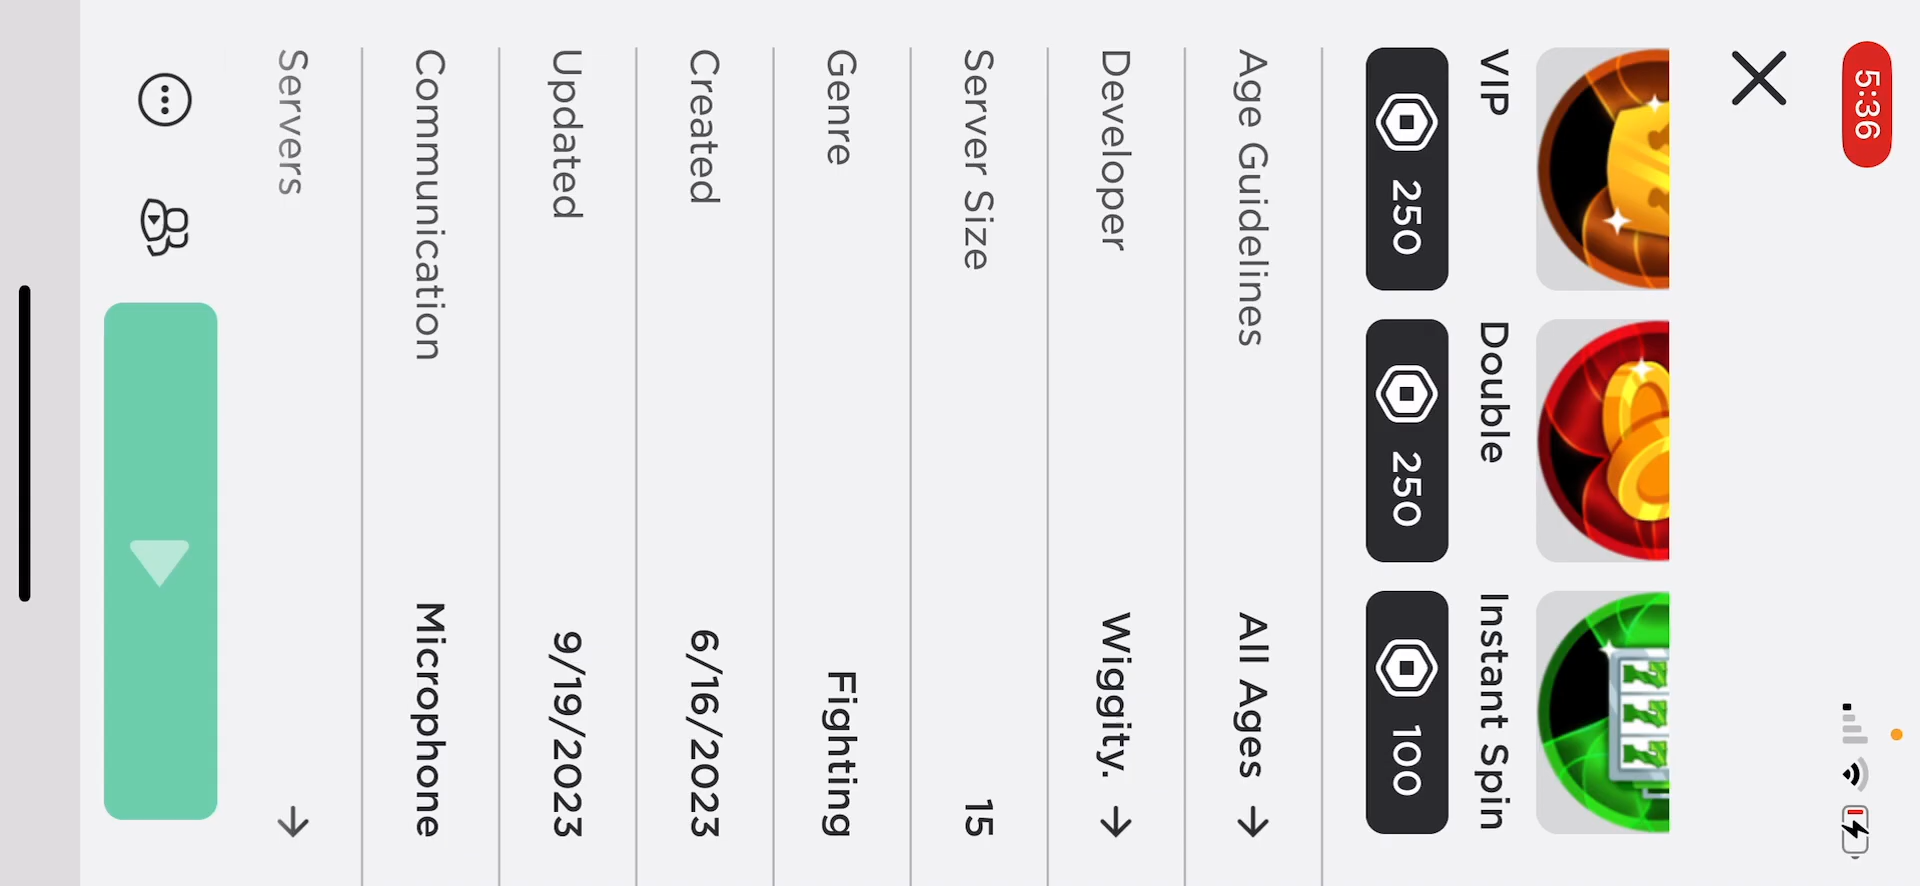 5:36
VIP
Double
Instant Spin
250
250
100
Age Guidelines
All Ages
Developer
Wiggity.
Server Size
15
Genre
Fighting
Created
6/16/2023
Updated
9/19/2023
Communication
Microphone
Servers